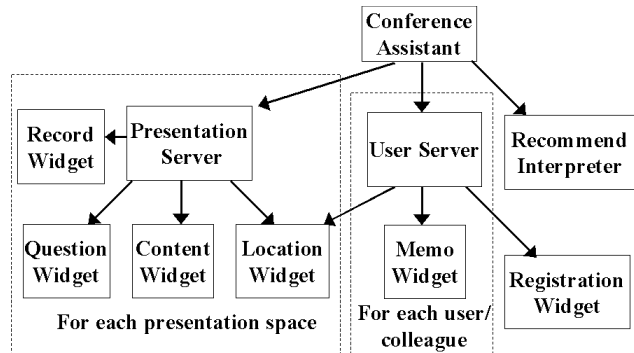 Conference
Assistant
Record
Widget
Presentation
Server
User Server
Recommend
Interpreter
Question
Widget
Content
Widget
Location
Widget
Memo
Widget
Registration
Widget
For each presentation space
For each user/
colleague